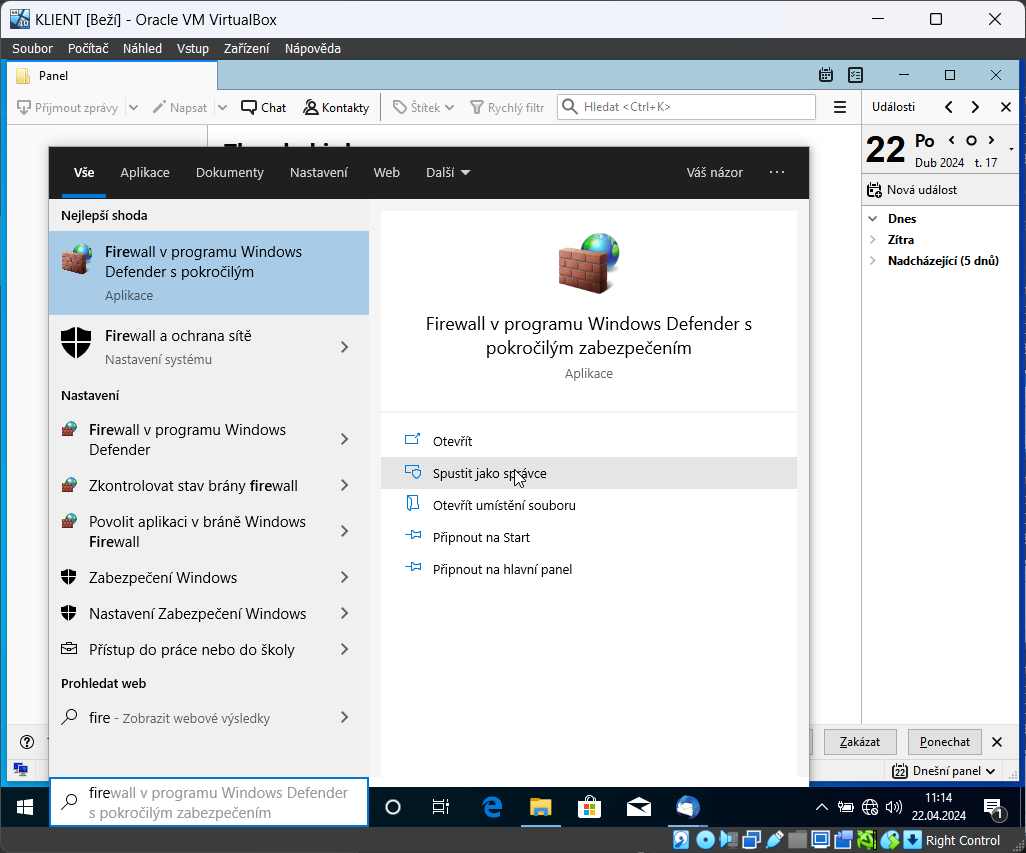 KLIENT [Beží] - Oracle VM VirtualBox
Soubor Počítač Náhled Vstup Zařízení Nápověda
Panel
Přijmout zprávy Napsat Chat Kontakty Štítek Rychlý filtr Hledat <Ctrl+K>
Události
22 Po
Dub 2024 t. 17
Nová událost
Dnes
Zítra
Nadcházející (5 dnů)
Vše Aplikace Dokumenty Nastavení Web Další Váš názor ...
Nejlepší shoda
Firewall v programu Windows
Defender s pokročilým
Aplikace
Firewall a ochrana sítě
Nastavení systému
Nastavení
Firewall v programu Windows
Defender
Zkontrolovat stav brány firewall
Povolit aplikaci v bráně Windows
Firewall
Zabezpečení Windows
Nastavení Zabezpečení Windows
Přístup do práce nebo do školy
Prohledat web
fire - Zobrazit webové výsledky
Firewall v programu Windows Defender s
pokročilým zabezpečením
Aplikace
Otevřít
Spustit jako správce
Otevřít umístění souboru
Připnout na Start
Připnout na hlavní panel
Zakázat Ponechat
22 Dnešní panel
firewall v programu Windows Defender
s pokročilým zabezpečením
11:14
22.04.2024
1
Right Control